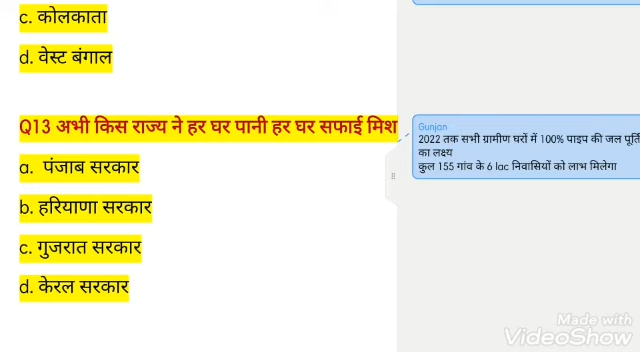 c. कोलकाता
d. वेस्ट बंगाल
Q13 अभी किस राज्य ने हर घर पानी हर घर सफाई मिश
a. पंजाब सरकार
b. हरियाणा सरकार
c. गुजरात सरकार
d. केरल सरकार
Gunjan
2022 तक सभी ग्रामीण घरों में 100% पाइप की जल पूर्ति
का लक्ष्य
कुल 155 गांव के 6 lac निवासियों को लाभ मिलेगा
Made with
VideoShow